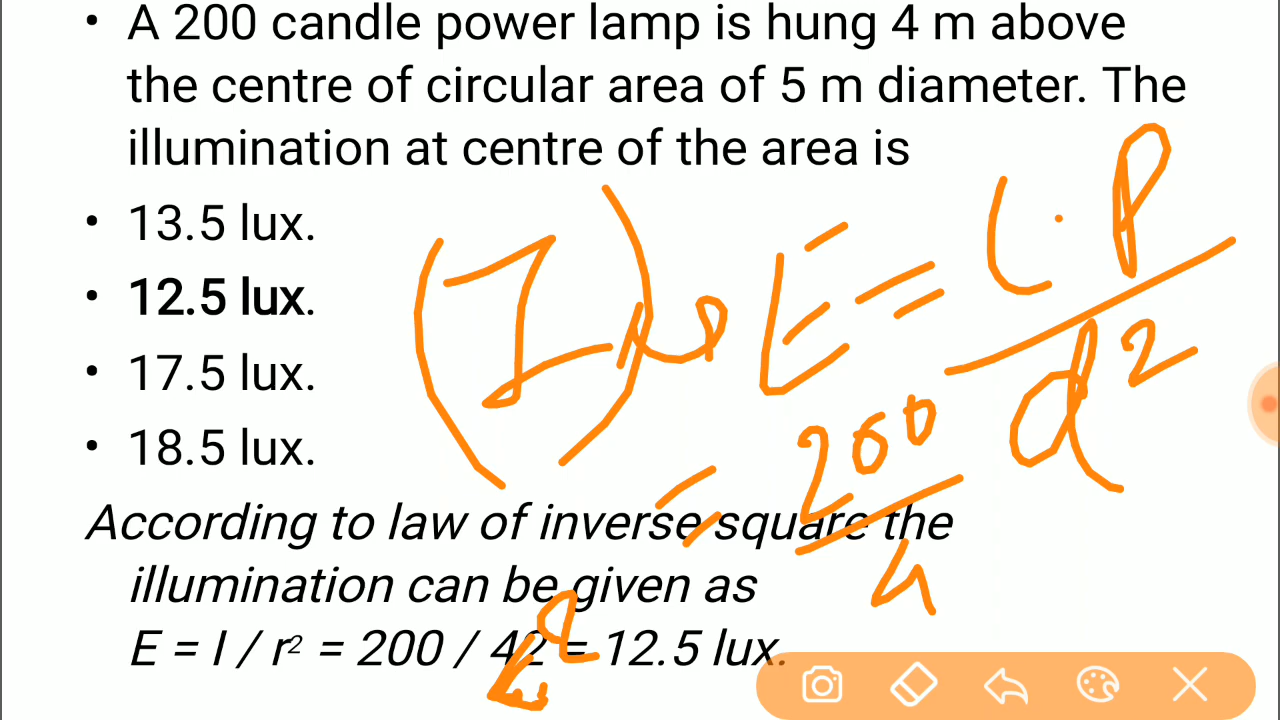 • A 200 candle power lamp is hung 4 m above
the centre of circular area of 5 m diameter. The
illumination at centre of the area is
• 13.5 lux.
• 12.5 lux.
• 17.5 lux.
• 18.5 lux.
(I) E = C.P / d²
= 200 / 4
According to law of inverse square the
illumination can be given as
E = I / r² = 200 / 42 = 12.5 lux.